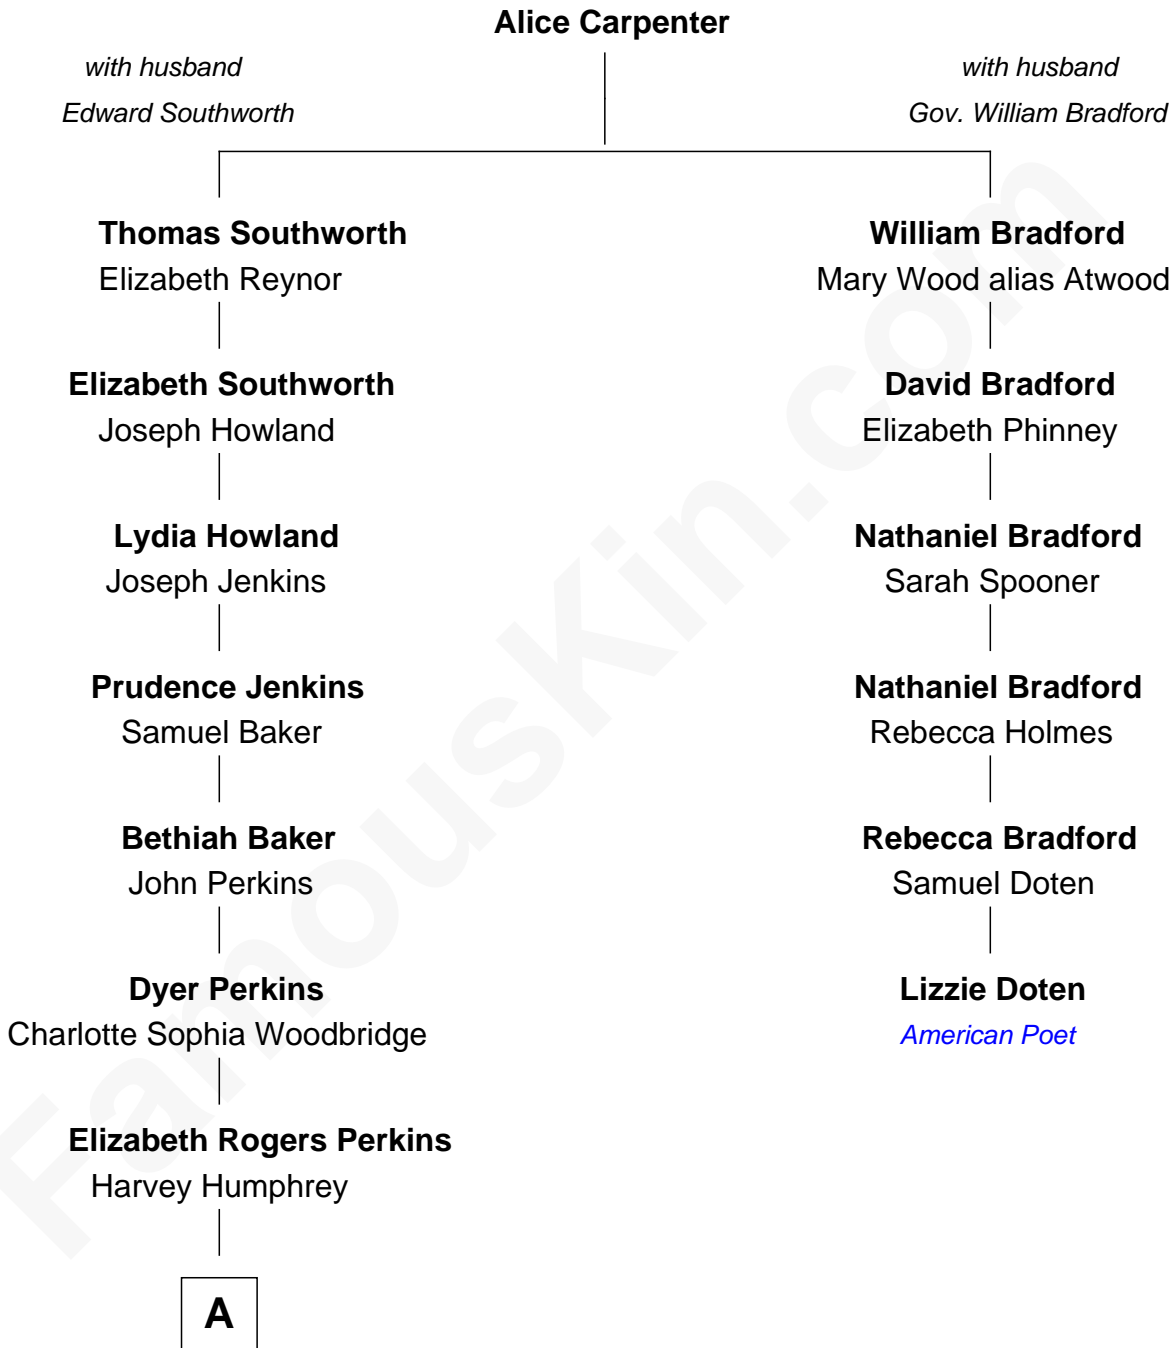 Alice Carpenter
with husband
Edward Southworth
with husband
Gov. William Bradford
Thomas Southworth
Elizabeth Reynor
William Bradford
Mary Wood alias Atwood
Elizabeth Southworth
Joseph Howland
David Bradford
Elizabeth Phinney
Lydia Howland
Joseph Jenkins
Nathaniel Bradford
Sarah Spooner
Prudence Jenkins
Samuel Baker
Nathaniel Bradford
Rebecca Holmes
Bethiah Baker
John Perkins
Rebecca Bradford
Samuel Doten
Dyer Perkins
Charlotte Sophia Woodbridge
Lizzie Doten
American Poet
Elizabeth Rogers Perkins
Harvey Humphrey
A
FamousKin.com